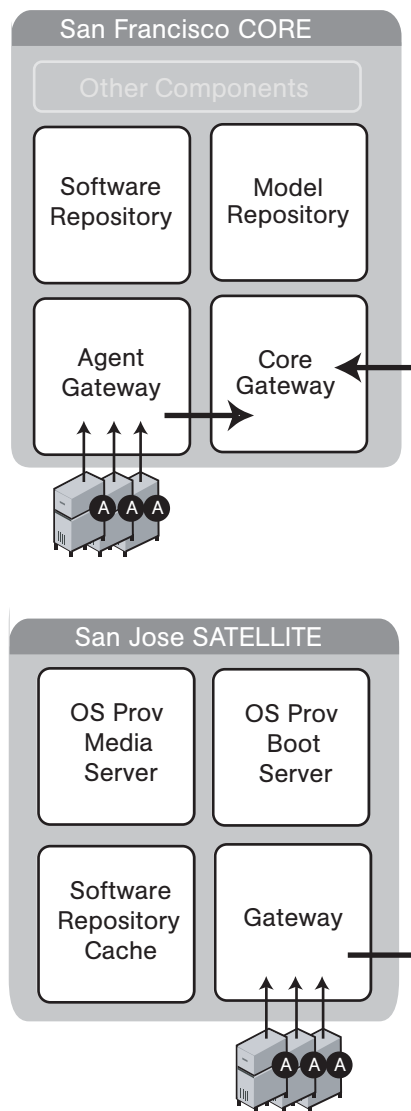 San Francisco CORE
Other Components
Software
Repository
Model
Repository
Agent
Gateway
Core
Gateway
A A A
San Jose SATELLITE
OS Prov
Media
Server
OS Prov
Boot
Server
Software
Repository
Cache
Gateway
A A A